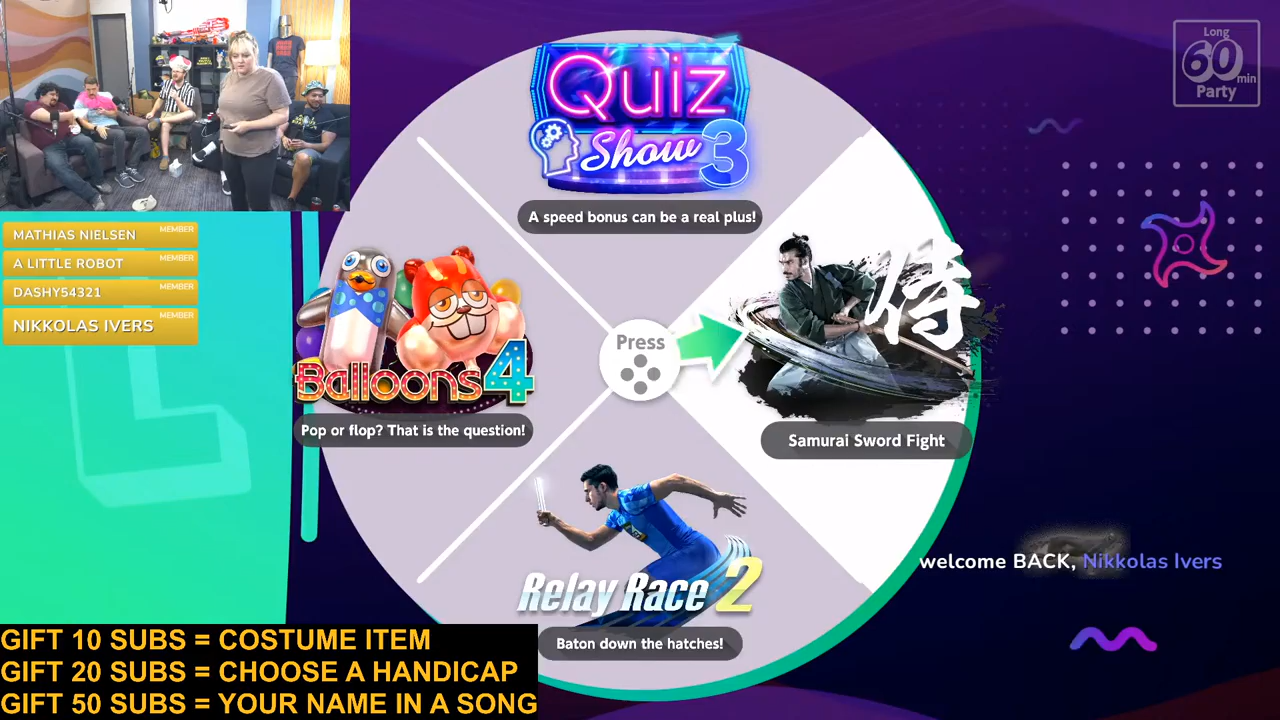 Quiz
Show 3
A speed bonus can be a real plus!
Long
60 min
Party
MATHIAS NIELSEN MEMBER
A LITTLE ROBOT MEMBER
DASHY54321 MEMBER
NIKKOLAS IVERS MEMBER
Balloons 4
Pop or flop? That is the question!
Press
侍
Samurai Sword Fight
Relay Race 2
Baton down the hatches!
welcome BACK, Nikkolas Ivers
GIFT 10 SUBS = COSTUME ITEM
GIFT 20 SUBS = CHOOSE A HANDICAP
GIFT 50 SUBS = YOUR NAME IN A SONG